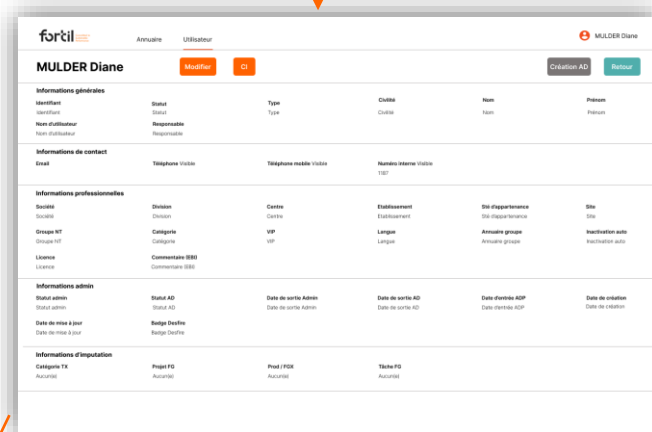 fortil
Annuaire Utilisateur MULDER Diane
MULDER Diane Modifier CI Création AD Retour
Informations générales
Identifiant Statut Type Civilité Nom Prénom
Identifiant Statut Type Civilité Nom Prénom
Nom d'utilisateur Responsable
Nom d'utilisateur Responsable
Informations de contact
Email Téléphone Visible Téléphone mobile Visible Numéro interne Visible
1187
Informations professionnelles
Société Division Centre Etablissement Sté d'appartenance Site
Société Division Centre Etablissement Sté d'appartenance Site
Groupe NT Catégorie VIP Langue Annuaire groupe Inactivation auto
Groupe NT Catégorie VIP Langue Annuaire groupe Inactivation auto
Licence Commentaire (EBI)
Licence Commentaire (EBI)
Informations admin
Statut admin Statut AD Date de sortie Admin Date de sortie AD Date d'entrée ADP Date de création
Statut admin Statut AD Date de sortie Admin Date de sortie AD Date d'entrée ADP Date de création
Date de mise à jour Badge Desfire
Date de mise à jour Badge Desfire
Informations d'imputation
Catégorie TX Projet FG Prod / FGX Tâche FG
Aucun(e) Aucun(e) Aucun(e) Aucun(e)